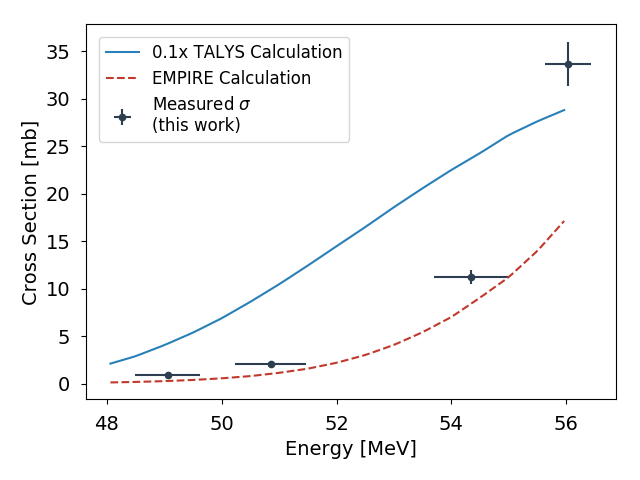 0.1x TALYS Calculation
EMPIRE Calculation
Measured σ
(this work)
Cross Section [mb]
35
30
25
20
15
10
5
0
48 50 52 54 56
Energy [MeV]